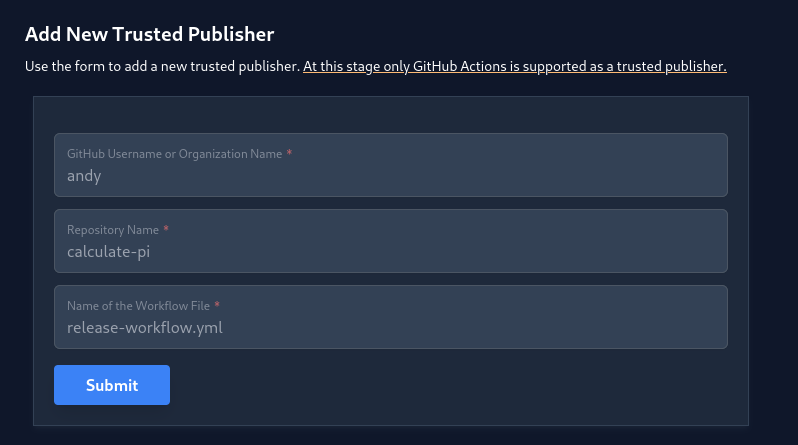 Add New Trusted Publisher
Use the form to add a new trusted publisher. At this stage only GitHub Actions is supported as a trusted publisher.
GitHub Username or Organization Name *
andy
Repository Name *
calculate-pi
Name of the Workflow File *
release-workflow.yml
Submit